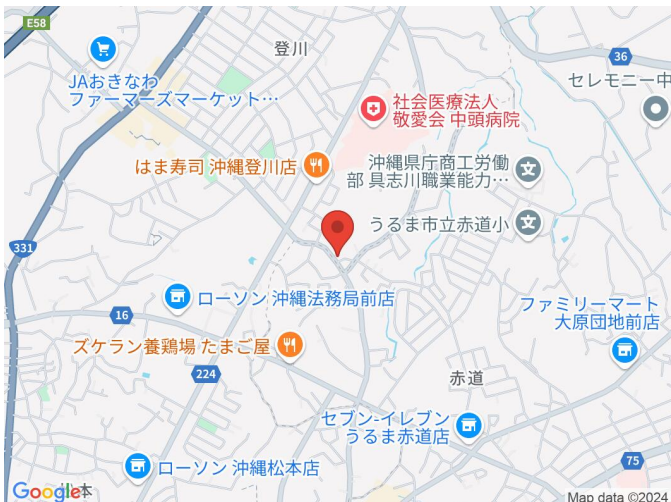 E58
登川
36
JAおきなわ
ファーマーズマーケット…
社会医療法人
敬愛会 中頭病院
セレモニー中
はま寿司 沖縄登川店
沖縄県庁商工労働
部 具志川職業能力…
うるま市立赤道小
331
ローソン 沖縄法務局前店
16
ファミリーマート
大原団地前店
ズケラン養鶏場 たまご屋
224
赤道
セブン-イレブン
うるま赤道店
ローソン 沖縄松本店
75
Google
本
Map data ©2024